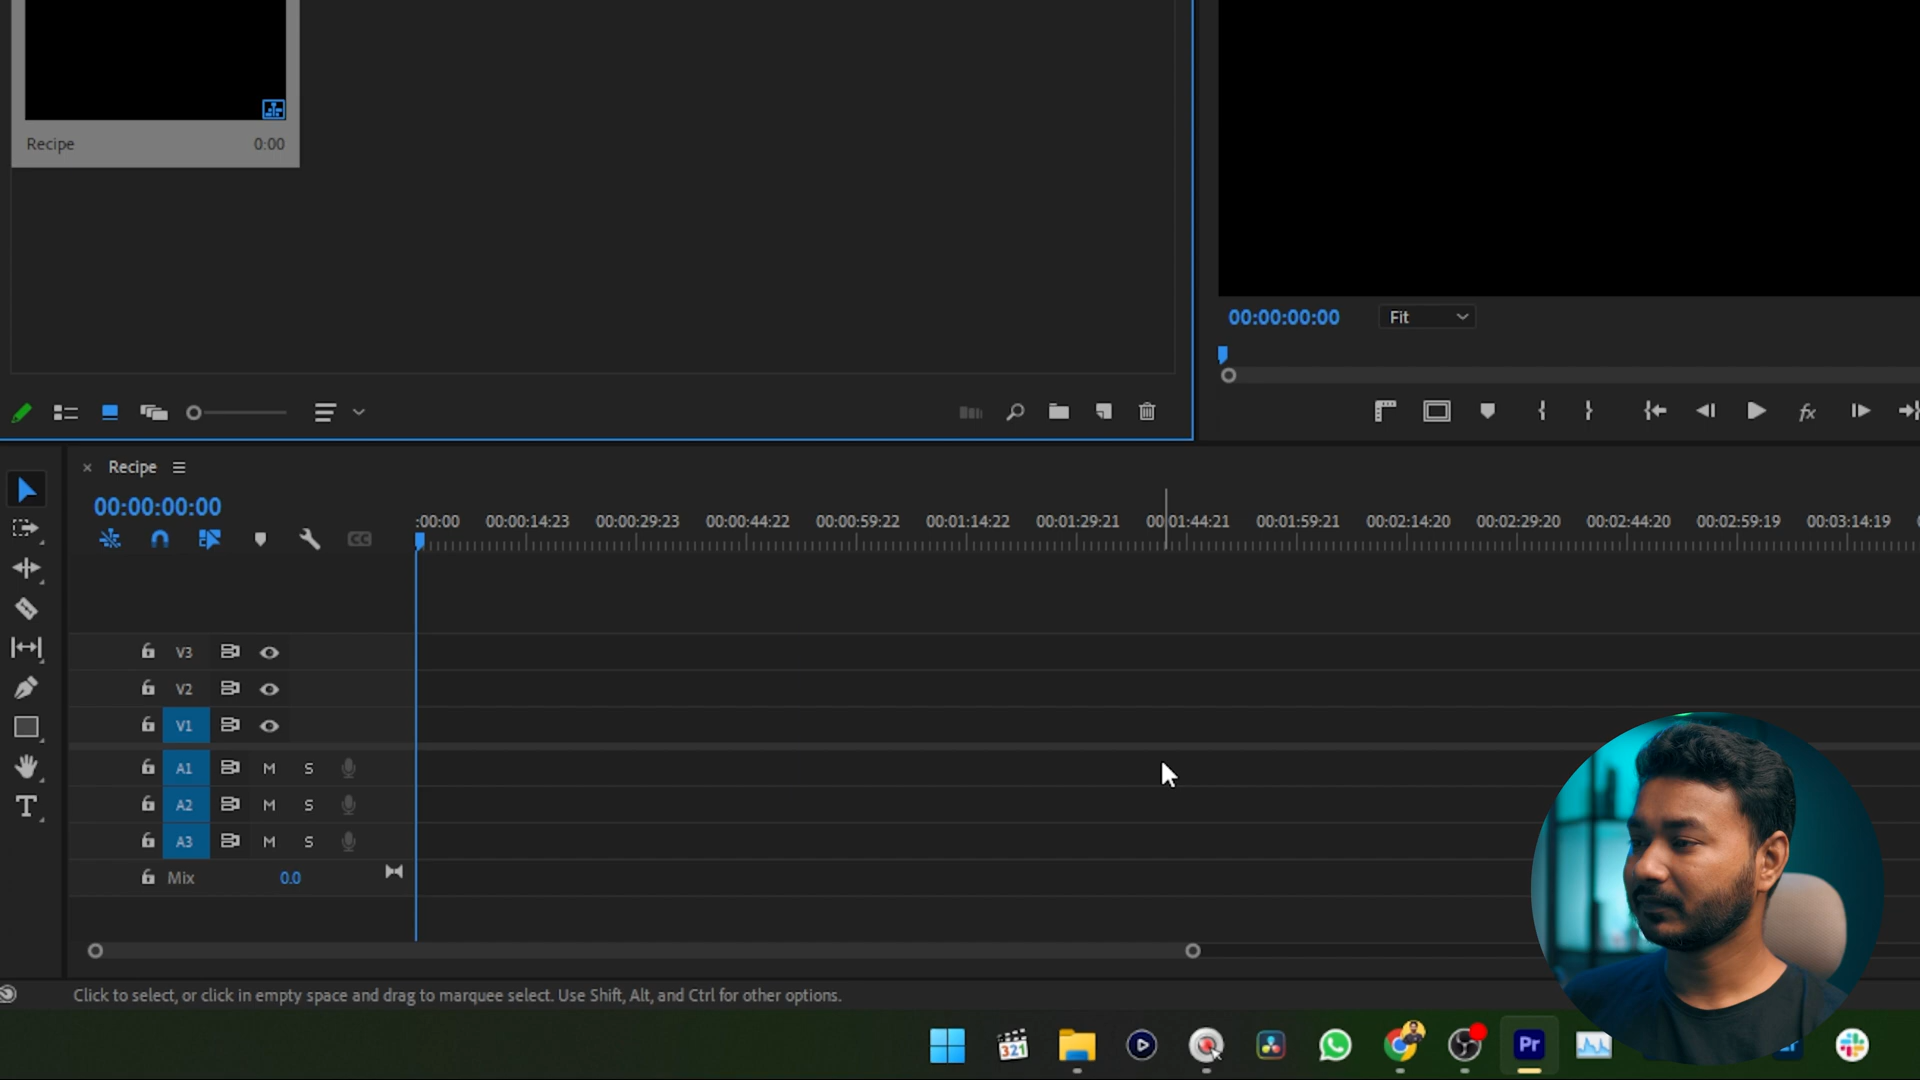 Recipe 0:00
00:00:00:00 Fit
fx
Recipe
00:00:00:00
:00:00 00:00:14:23 00:00:29:23 00:00:44:22 00:00:59:22 00:01:14:22 00:01:29:21 00:01:44:21 00:01:59:21 00:02:14:20 00:02:29:20 00:02:44:20 00:02:59:19 00:03:14:19
CC
V3
V2
V1
A1 M S
A2 M S
A3 M S
Mix 0.0
T
Click to select, or click in empty space and drag to marquee select. Use Shift, Alt, and Ctrl for other options.
321 Pr